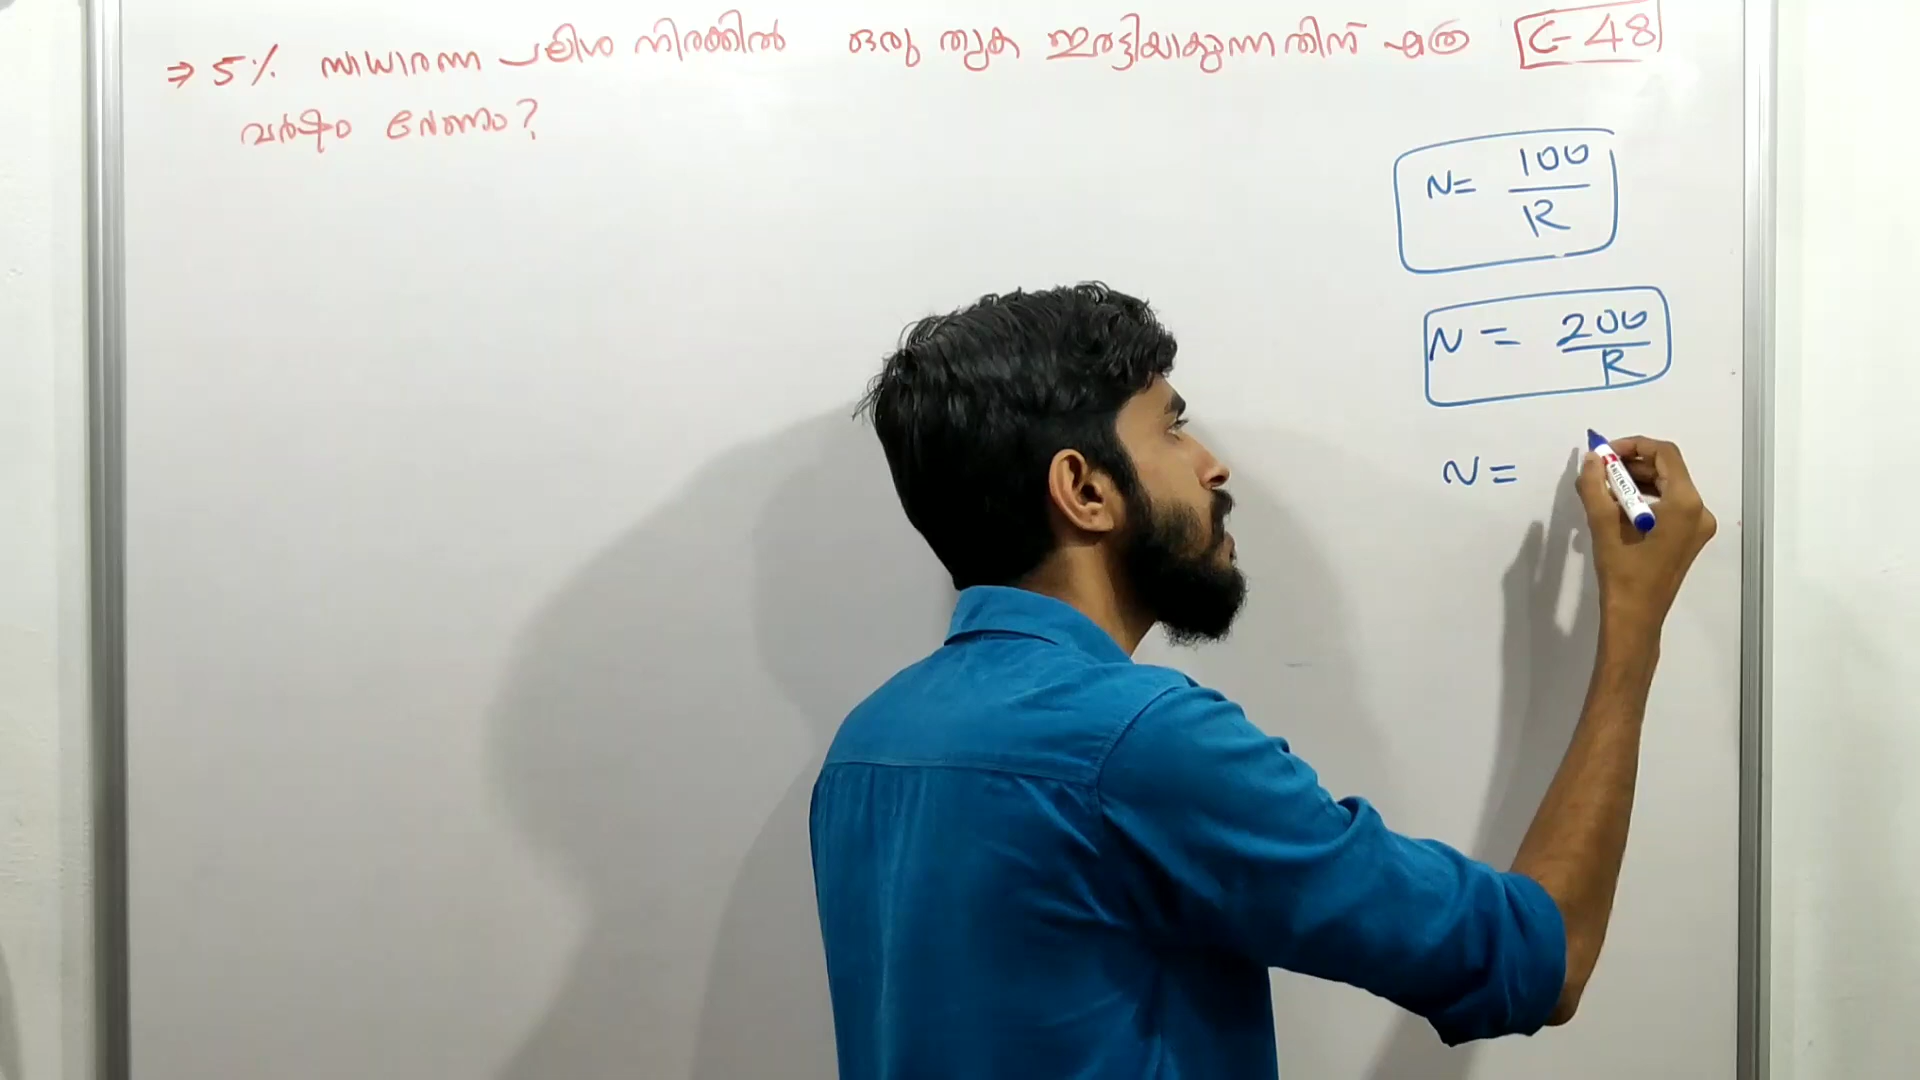 ⇒ 5% സാധാരണ പലിശ നിരക്കിൽ ഒരു തുക ഇരട്ടിയാകുന്നതിന് എത്ര
വർഷം വേണം?
C-48
N = 100/R
N = 200/R
N =